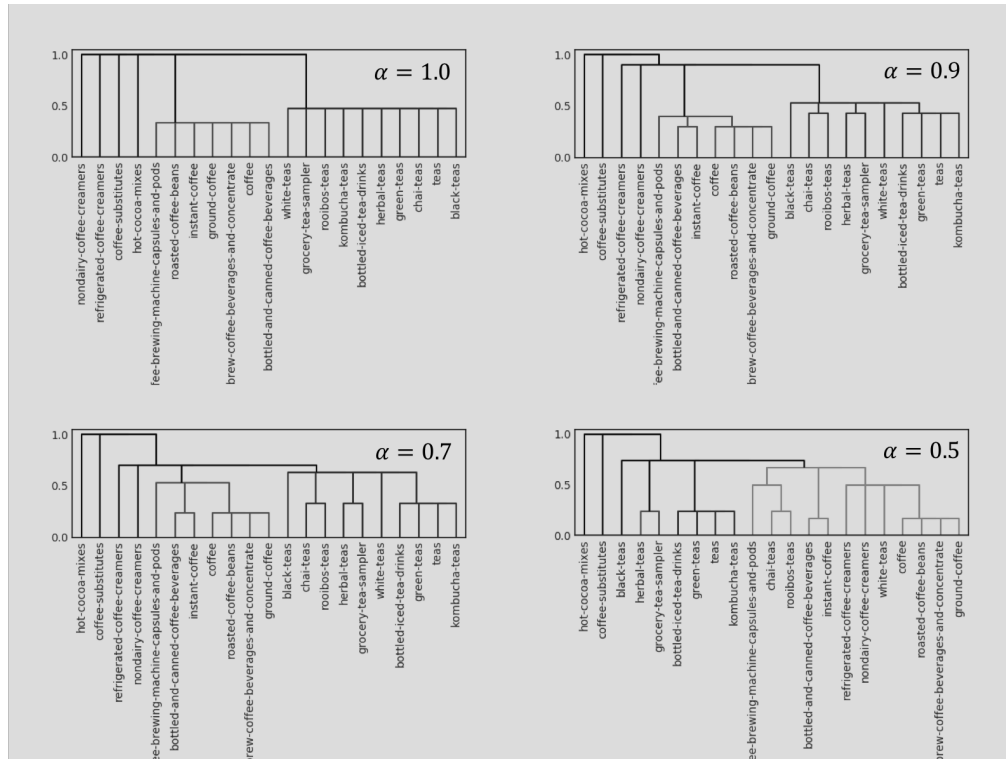 α = 1.0
1.0
0.5
0.0
nondairy-coffee-creamers
refrigerated-coffee-creamers
coffee-substitutes
hot-cocoa-mixes
fee-brewing-machine-capsules-and-pods
roasted-coffee-beans
instant-coffee
ground-coffee
brew-coffee-beverages-and-concentrate
coffee
bottled-and-canned-coffee-beverages
white-teas
grocery-tea-sampler
rooibos-teas
kombucha-teas
bottled-iced-tea-drinks
herbal-teas
green-teas
chai-teas
teas
black-teas
α = 0.9
1.0
0.5
0.0
hot-cocoa-mixes
coffee-substitutes
refrigerated-coffee-creamers
nondairy-coffee-creamers
ee-brewing-machine-capsules-and-pods
bottled-and-canned-coffee-beverages
instant-coffee
coffee
roasted-coffee-beans
brew-coffee-beverages-and-concentrate
ground-coffee
black-teas
chai-teas
rooibos-teas
herbal-teas
grocery-tea-sampler
white-teas
bottled-iced-tea-drinks
green-teas
teas
kombucha-teas
α = 0.7
1.0
0.5
0.0
hot-cocoa-mixes
coffee-substitutes
refrigerated-coffee-creamers
nondairy-coffee-creamers
ee-brewing-machine-capsules-and-pods
bottled-and-canned-coffee-beverages
instant-coffee
coffee
roasted-coffee-beans
brew-coffee-beverages-and-concentrate
ground-coffee
black-teas
chai-teas
rooibos-teas
herbal-teas
grocery-tea-sampler
white-teas
bottled-iced-tea-drinks
green-teas
teas
kombucha-teas
α = 0.5
1.0
0.5
0.0
hot-cocoa-mixes
coffee-substitutes
black-teas
herbal-teas
grocery-tea-sampler
bottled-iced-tea-drinks
green-teas
teas
kombucha-teas
ee-brewing-machine-capsules-and-pods
chai-teas
rooibos-teas
bottled-and-canned-coffee-beverages
instant-coffee
refrigerated-coffee-creamers
nondairy-coffee-creamers
white-teas
coffee
roasted-coffee-beans
brew-coffee-beverages-and-concentrate
ground-coffee